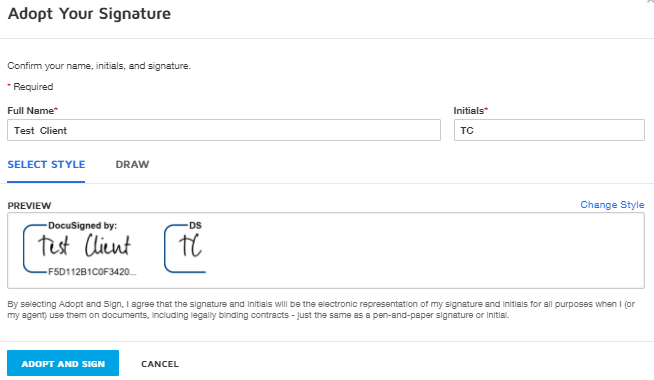 Adopt Your Signature
Confirm your name, initials, and signature.
* Required
Full Name* Initials*
Test Client TC
SELECT STYLE DRAW
PREVIEW Change Style
DocuSigned by: DS
Test Client TC
F5D112B1C0F3420...
By selecting Adopt and Sign, I agree that the signature and initials will be the electronic representation of my signature and initials for all purposes when I (or
my agent) use them on documents, including legally binding contracts - just the same as a pen-and-paper signature or initial.
ADOPT AND SIGN CANCEL